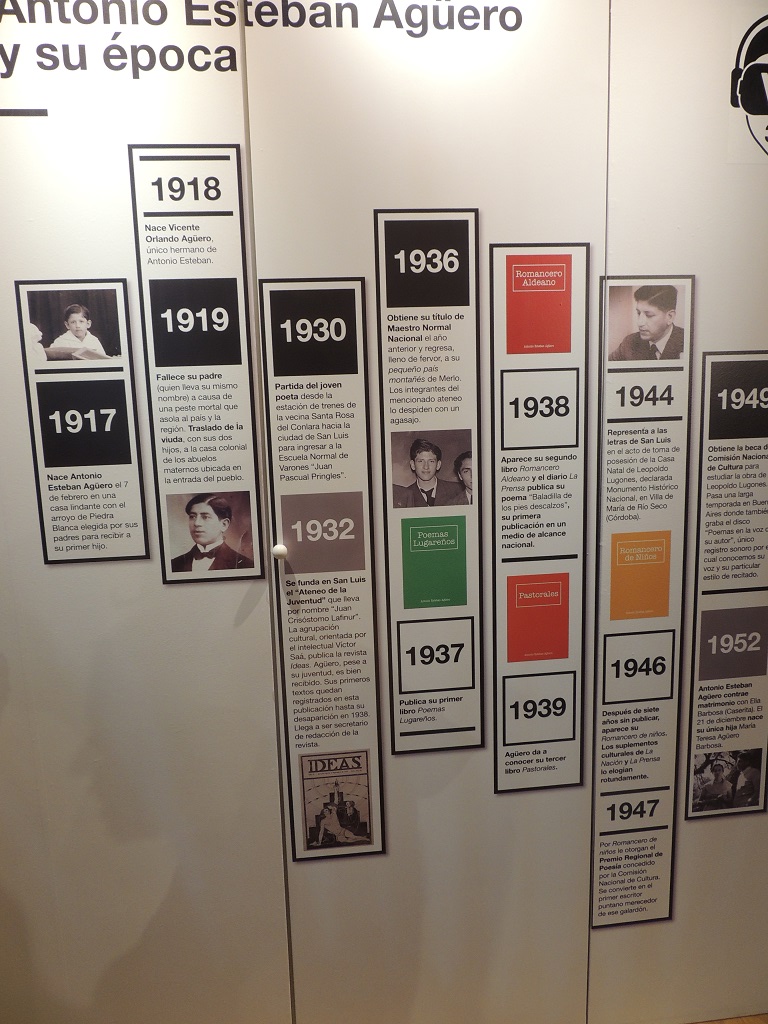 Antonio Esteban Agüero
y su época
1917
Nace Antonio
Esteban Agüero el 7
de febrero en una
casa lindante con el
arroyo de Piedra
Blanca elegida por sus
padres para recibir a
su primer hijo.
1918
Nace Vicente
Orlando Agüero,
único hermano de
Antonio Esteban.
1919
Fallece su padre
(quien lleva su mismo
nombre) a causa de
una peste mortal que
asola al país y la
región. Traslado de la
viuda, con sus dos
hijos, a la casa colonial
de los abuelos
maternos ubicada en
la entrada del pueblo.
1930
Partida del joven
poeta desde la
estación de trenes de
la vecina Santa Rosa
del Conlara hacia la
ciudad de San Luis
para ingresar a la
Escuela Normal de
Varones "Juan
Pascual Pringles".
1932
Se funda en San Luis
el "Ateneo de la
Juventud" que lleva
por nombre "Juan
Crisóstomo Lafinur".
La agrupación
cultural, orientada por
el intelectual Víctor
Saá, publica la revista
Ideas. Agüero, pese a
su juventud, es bien
recibido. Sus primeros
textos quedan
registrados en esta
publicación hasta su
desaparición en 1938.
Llega a ser secretario
de redacción de la
revista.
IDEAS
1936
Obtiene su título de
Maestro Normal
Nacional el año
anterior y regresa,
lleno de fervor, a su
pequeño país
montañés de Merlo.
Los integrantes del
mencionado ateneo
lo despiden con un
agasajo.
Poemas
Lugareños
1937
Publica su primer
libro Poemas
Lugareños.
Romancero
Aldeano
1938
Aparece su segundo
libro Romancero
Aldeano y el diario La
Prensa publica su
poema "Baladilla de
los pies descalzos",
su primera
publicación en un
medio de alcance
nacional.
Pastorales
1939
Agüero da a
conocer su tercer
libro Pastorales.
1944
Representa a las
letras de San Luis
en el acto de toma de
posesión de la Casa
Natal de Leopoldo
Lugones, declarada
Monumento Histórico
Nacional, en Villa de
María de Río Seco
(Córdoba).
Romancero
de Niños
1946
Después de siete
años sin publicar,
aparece su
Romancero de niños.
Los suplementos
culturales de La
Nación y La Prensa
lo elogian
rotundamente.
1947
Por Romancero de
niños le otorgan el
Premio Regional de
Poesía concedido
por la Comisión
Nacional de Cultura.
Se convierte en el
primer escritor
puntano merecedor
de ese galardón.
1949
Obtiene la beca de
Comisión Nacional
de Cultura para
estudiar la obra de
Leopoldo Lugones.
Pasa una larga
temporada en Buenos
Aires donde también
graba el disco
"Poemas en la voz de
su autor", único
registro sonoro por el
cual conocemos su
voz y su particular
estilo de recitado.
1952
Antonio Esteban
Agüero contrae
matrimonio con Elia
Barbosa (Caserita). El
21 de diciembre nace
su única hija María
Teresa Agüero
Barbosa.